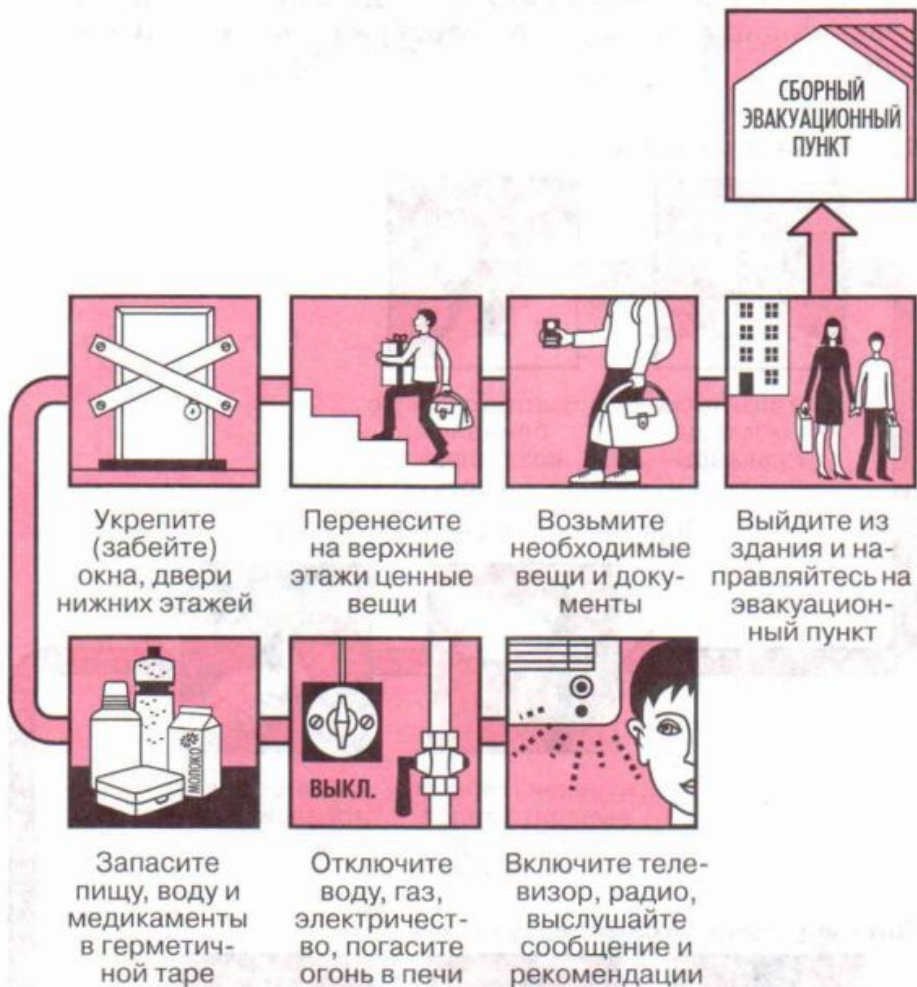 СБОРНЫЙ
ЭВАКУАЦИОННЫЙ
ПУНКТ
Укрепите
(забейте)
окна, двери
нижних этажей
Перенесите
на верхние
этажи ценные
вещи
Возьмите
необходимые
вещи и доку-
менты
Выйдите из
здания и на-
правляйтесь на
эвакуацион-
ный пункт
МОЛОКО
ВЫКЛ.
Запасите
пищу, воду и
медикаменты
в герметич-
ной таре
Отключите
воду, газ,
электричест-
во, погасите
огонь в печи
Включите теле-
визор, радио,
выслушайте
сообщение и
рекомендации